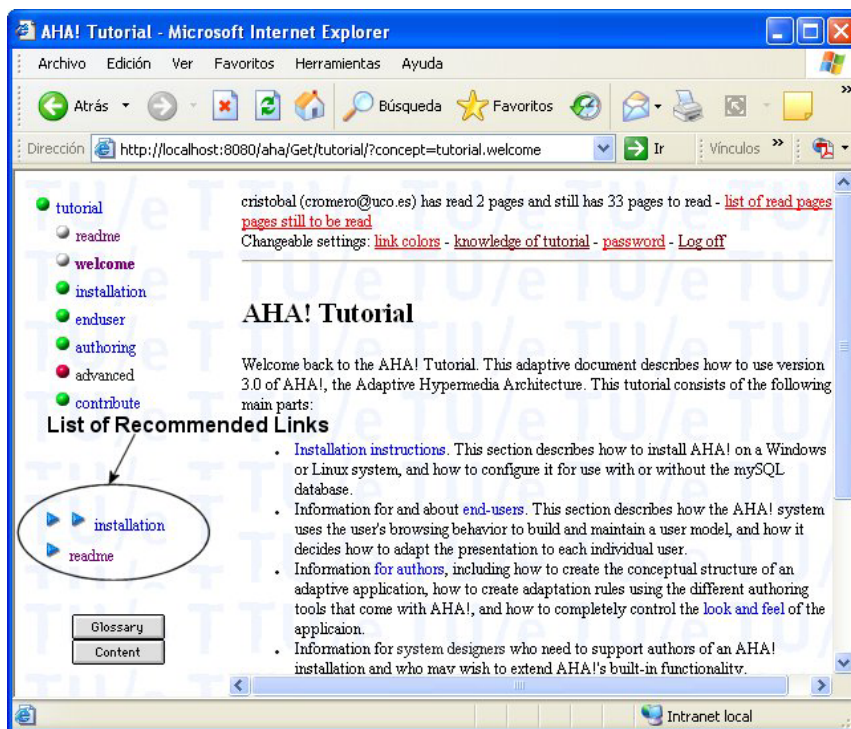 AHA! Tutorial - Microsoft Internet Explorer
Archivo Edición Ver Favoritos Herramientas Ayuda
Atrás Búsqueda Favoritos »
Dirección http://localhost:8080/aha/Get/tutorial/?concept=tutorial.welcome Ir Vínculos »
tutorial
readme
welcome
installation
enduser
authoring
advanced
contribute
List of Recommended Links
installation
readme
Glossary
Content
cristobal (cromero@uco.es) has read 2 pages and still has 33 pages to read - list of read pages
pages still to be read
Changeable settings: link colors - knowledge of tutorial - password - Log off
AHA! Tutorial
Welcome back to the AHA! Tutorial. This adaptive document describes how to use version
3.0 of AHA!, the Adaptive Hypermedia Architecture. This tutorial consists of the following
main parts:
• Installation instructions. This section describes how to install AHA! on a Windows
or Linux system, and how to configure it for use with or without the mySQL
database.
• Information for and about end-users. This section describes how the AHA! system
uses the user's browsing behavior to build and maintain a user model, and how it
decides how to adapt the presentation to each individual user.
• Information for authors, including how to create the conceptual structure of an
adaptive application, how to create adaptation rules using the different authoring
tools that come with AHA!, and how to completely control the look and feel of the
applicaion.
• Information for system designers who need to support authors of an AHA!
installation and who may wish to extend AHA!'s built-in functionality.
Intranet local